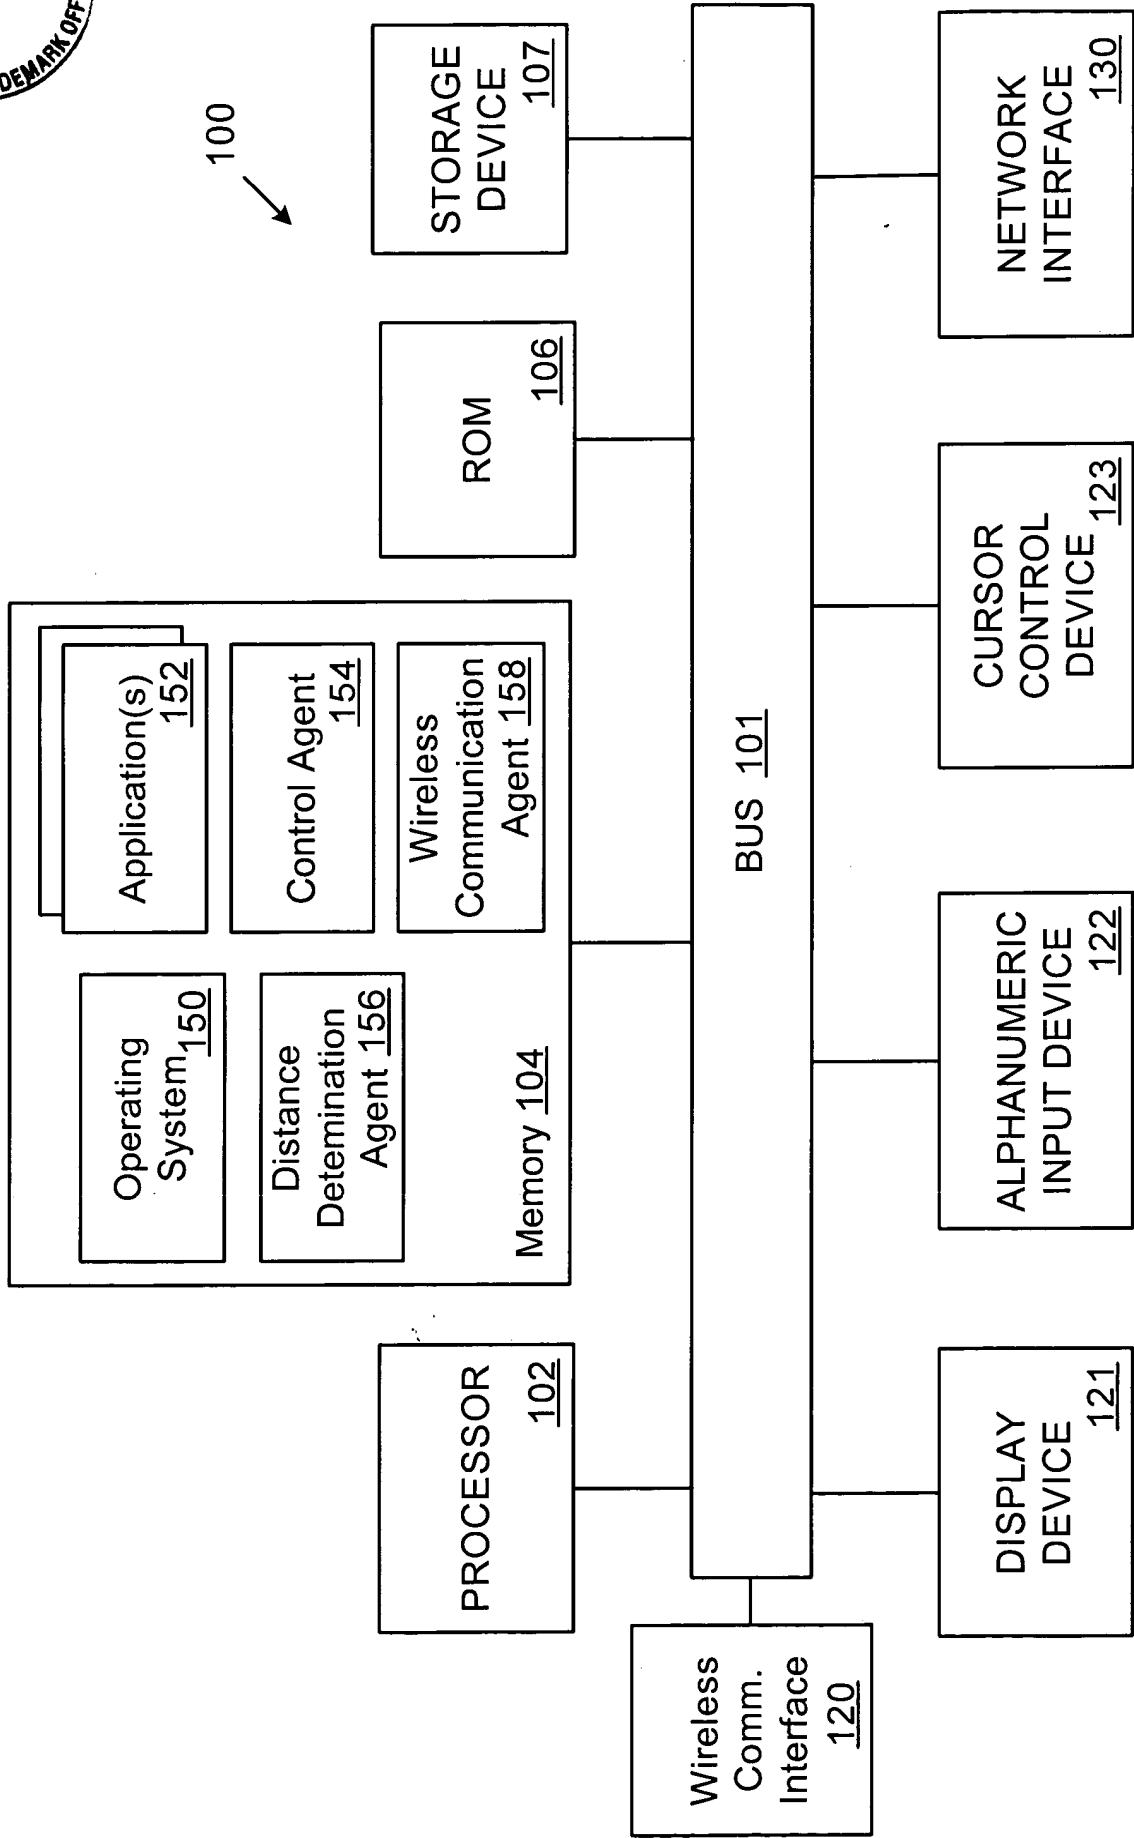 DEMARK OFF
100
Operating
System 150
Application(s)
152
Distance
Detemination
Agent 156
Control Agent
154
Wireless
Communication
Agent 158
Memory 104
PROCESSOR
102
ROM
106
STORAGE
DEVICE
107
Wireless
Comm.
Interface
120
BUS 101
DISPLAY
DEVICE
121
ALPHANUMERIC
INPUT DEVICE
122
CURSOR
CONTROL
DEVICE
123
NETWORK
INTERFACE
130